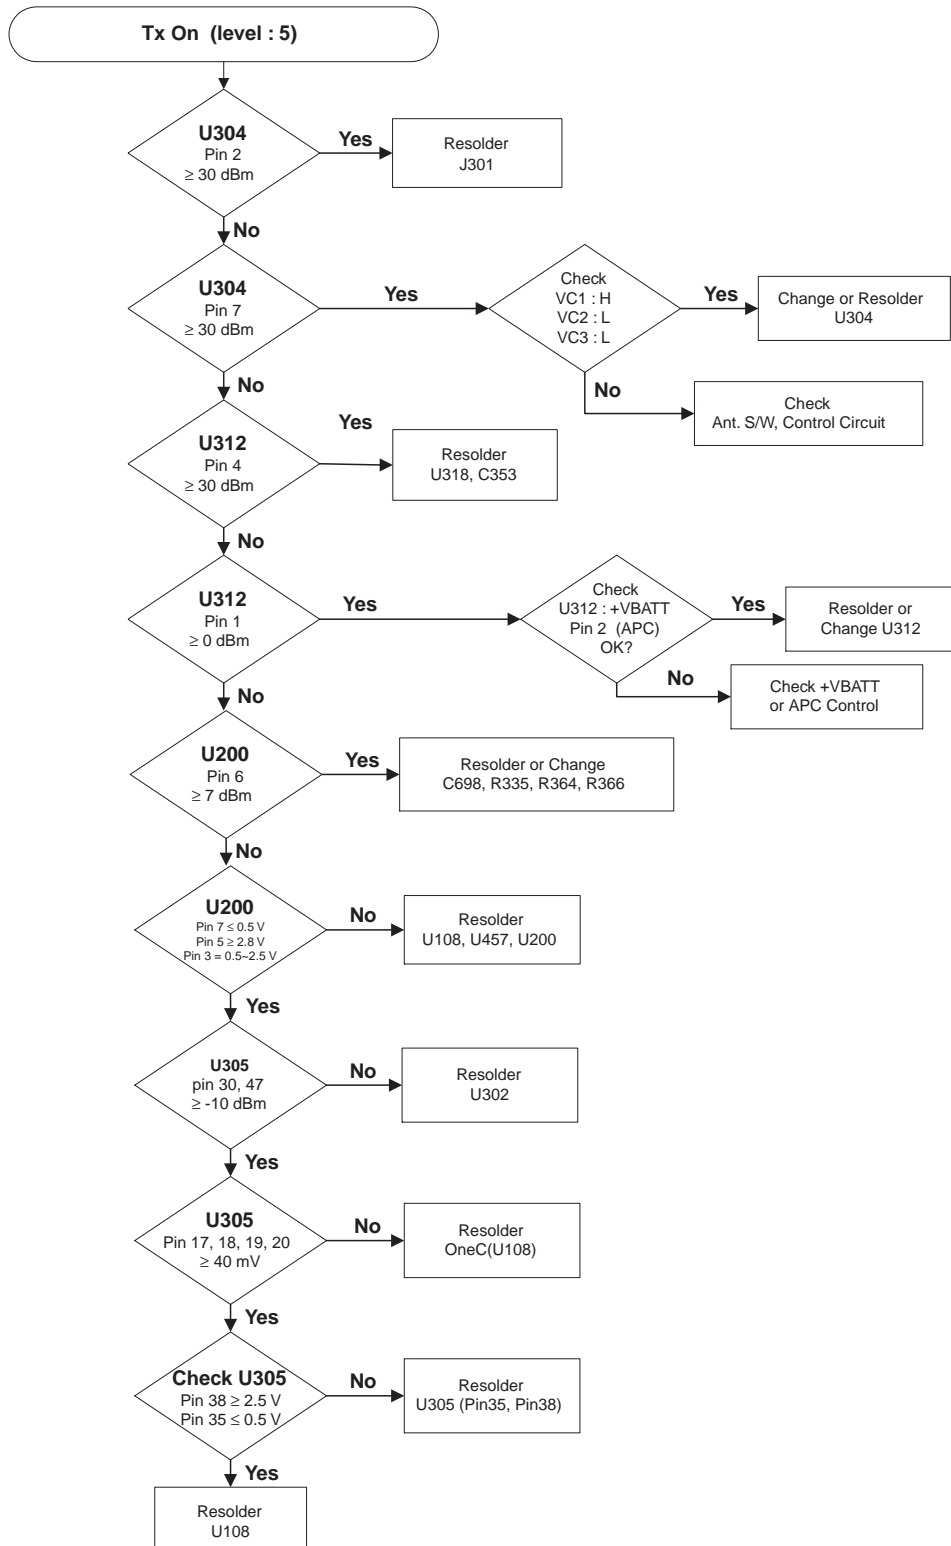 Tx On (level : 5)
U304
Pin 2
≥ 30 dBm
Yes
Resolder
J301
No
U304
Pin 7
≥ 30 dBm
Yes
Check
VC1 : H
VC2 : L
VC3 : L
Yes
Change or Resolder
U304
No
Check
Ant. S/W, Control Circuit
No
U312
Pin 4
≥ 30 dBm
Yes
Resolder
U318, C353
No
U312
Pin 1
≥ 0 dBm
Yes
Check
U312 : +VBATT
Pin 2 (APC)
OK?
Yes
Resolder or
Change U312
No
Check +VBATT
or APC Control
No
U200
Pin 6
≥ 7 dBm
Yes
Resolder or Change
C698, R335, R364, R366
No
U200
Pin 7 ≤ 0.5 V
Pin 5 ≥ 2.8 V
Pin 3 = 0.5~2.5 V
No
Resolder
U108, U457, U200
Yes
U305
pin 30, 47
≥ -10 dBm
No
Resolder
U302
Yes
U305
Pin 17, 18, 19, 20
≥ 40 mV
No
Resolder
OneC(U108)
Yes
Check U305
Pin 38 ≥ 2.5 V
Pin 35 ≤ 0.5 V
No
Resolder
U305 (Pin35, Pin38)
Yes
Resolder
U108